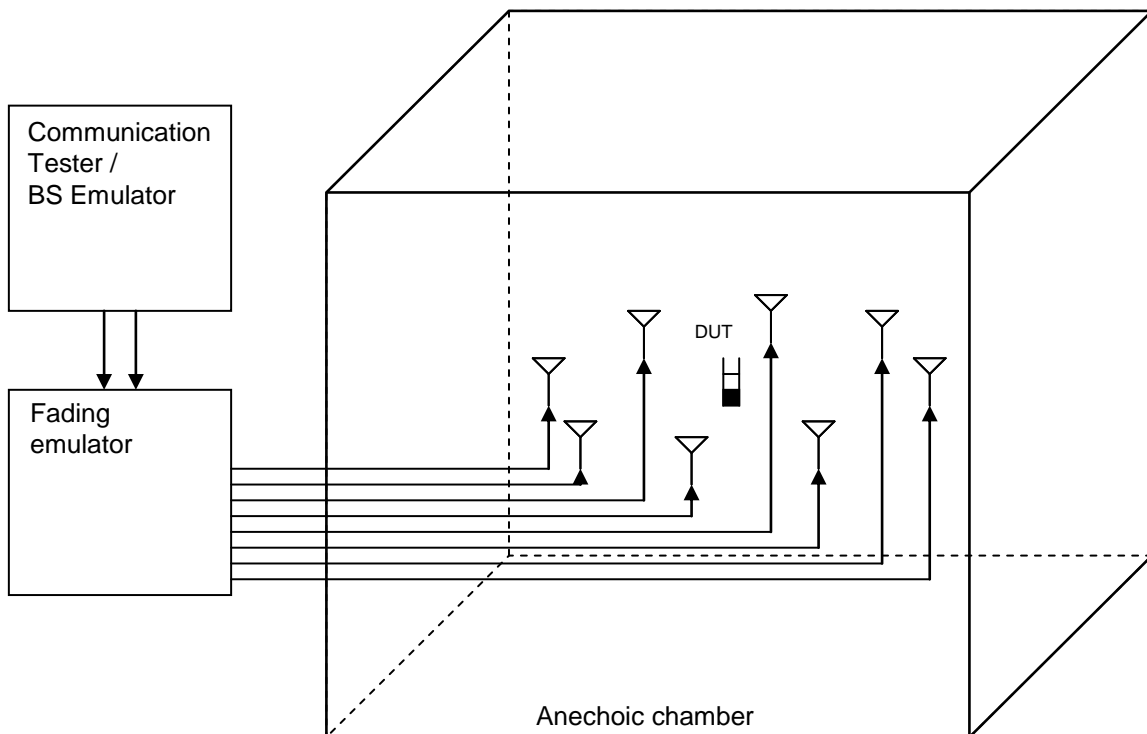 Communication
Tester /
BS Emulator
DUT
Fading
emulator
Anechoic chamber